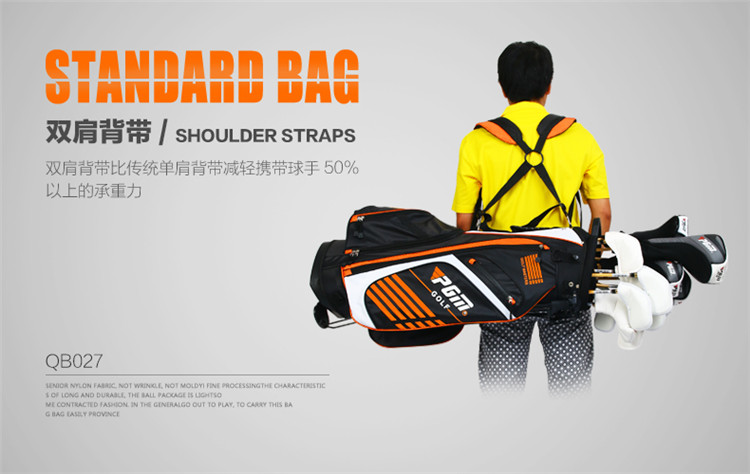 STANDARD BAG
双肩背带 / SHOULDER STRAPS
双肩背带比传统单肩背带减轻携带球手 50%
以上的承重力
PGM
GOLF
QB027
SENIOR NYLON FABRIC, NOT WRINKLE, NOT MOLDY! FINE PROCESSINGTHE CHARACTERISTIC
S OF LONG AND DURABLE, THE BALL PACKAGE IS LIGHTSO
ME CONTRACTED FASHION, IN THE GENERALGO OUT TO PLAY, TO CARRY THIS BA
G BAG EASILY PROVINCE